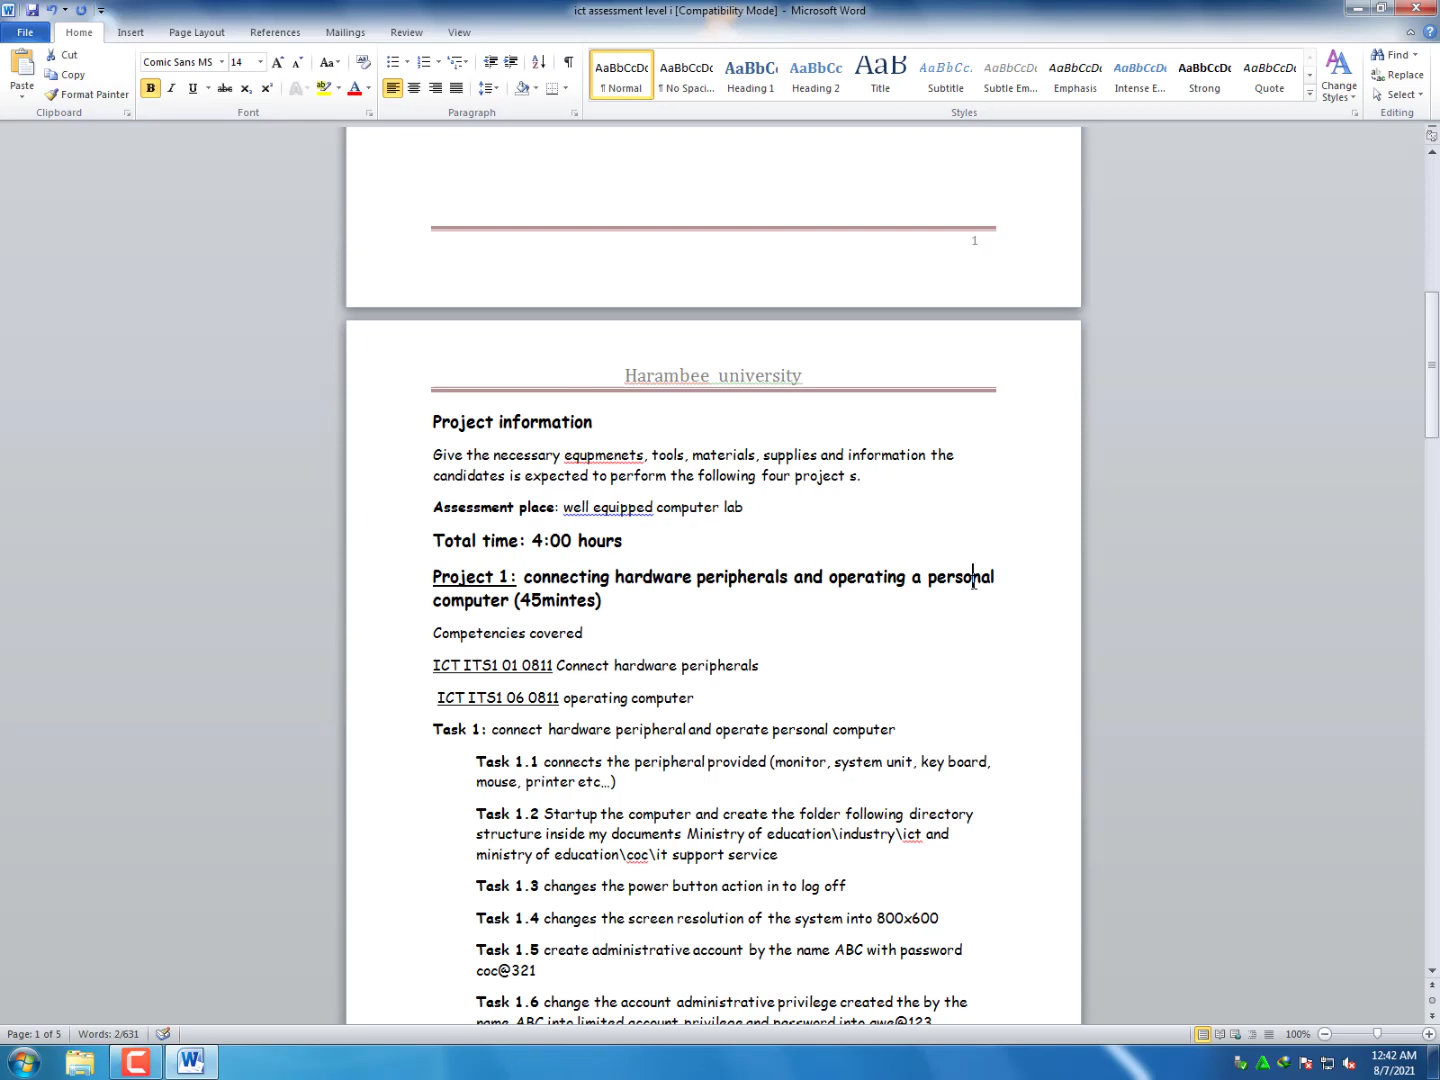 ict assessment level i [Compatibility Mode] - Microsoft Word
File Home Insert Page Layout References Mailings Review View
Cut
Copy
Format Painter
Paste
Comic Sans MS 14
AaBbCcDc AaBbCcDc AaBbC AaBbCc AaB AaBbCc. AaBbCcDc AaBbCcDc AaBbCcDc AaBbCcDc AaBbCcDc
¶ Normal ¶ No Spaci... Heading 1 Heading 2 Title Subtitle Subtle Em... Emphasis Intense E... Strong Quote
Change Styles
Find
Replace
Select
Clipboard Font Paragraph Styles Editing
1
Harambee university
Project information
Give the necessary equpmenets, tools, materials, supplies and information the
candidates is expected to perform the following four project s.
Assessment place: well equipped computer lab
Total time: 4:00 hours
Project 1: connecting hardware peripherals and operating a personal
computer (45mintes)
Competencies covered
ICT ITS1 01 0811 Connect hardware peripherals
ICT ITS1 06 0811 operating computer
Task 1: connect hardware peripheral and operate personal computer
Task 1.1 connects the peripheral provided (monitor, system unit, key board,
mouse, printer etc...)
Task 1.2 Startup the computer and create the folder following directory
structure inside my documents Ministry of education\industry\ict and
ministry of education\coc\it support service
Task 1.3 changes the power button action in to log off
Task 1.4 changes the screen resolution of the system into 800x600
Task 1.5 create administrative account by the name ABC with password
coc@321
Task 1.6 change the account administrative privilege created the by the
name ABC into limited account privilege and password into awa@123
Page: 1 of 5 Words: 2/631 100%
12:42 AM
8/7/2021